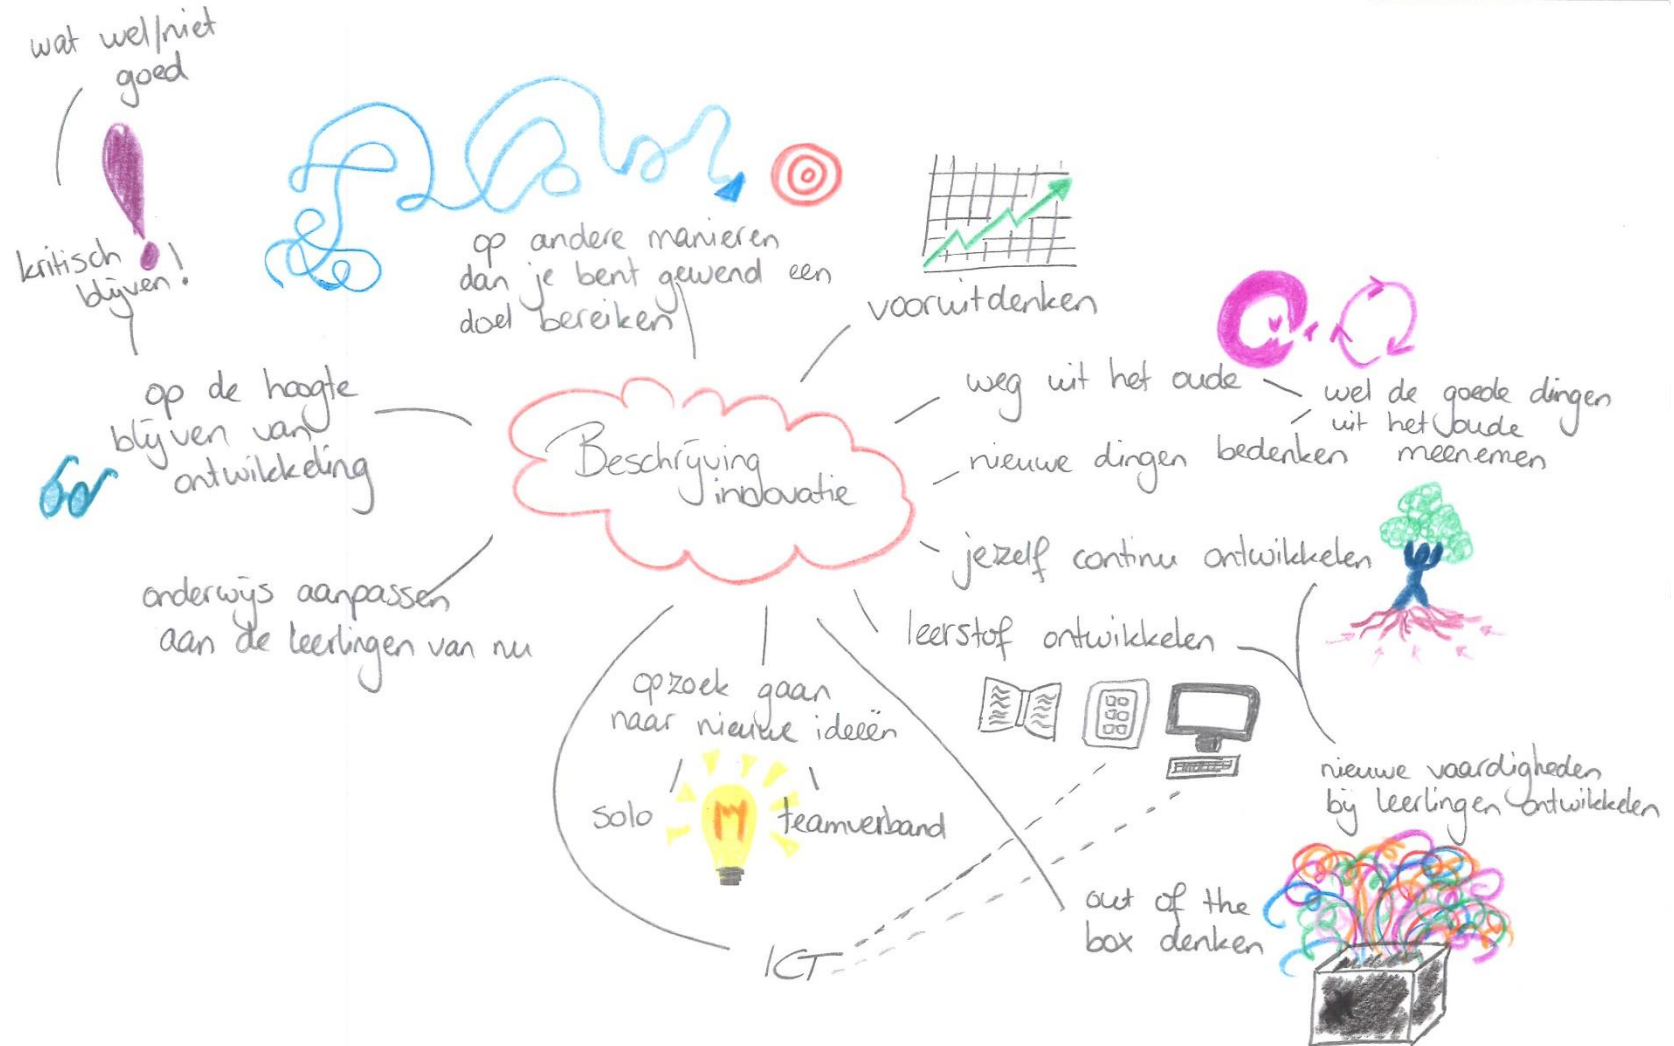 wat wel/niet
goed
kritisch
blijven!
op andere manieren
dan je bent gewend een
doel bereiken
vooruitdenken
weg uit het oude
wel de goede dingen
uit het oude
meenemen
nieuwe dingen bedenken
op de hoogte
blijven van
ontwikkeling
Beschrijving
innovatie
jezelf continu ontwikkelen
onderwijs aanpassen
aan de leerlingen van nu
leerstof ontwikkelen
opzoek gaan
naar nieuwe ideeën
solo
teamverband
nieuwe vaardigheden
bij leerlingen ontwikkelen
out of the
box denken
ICT